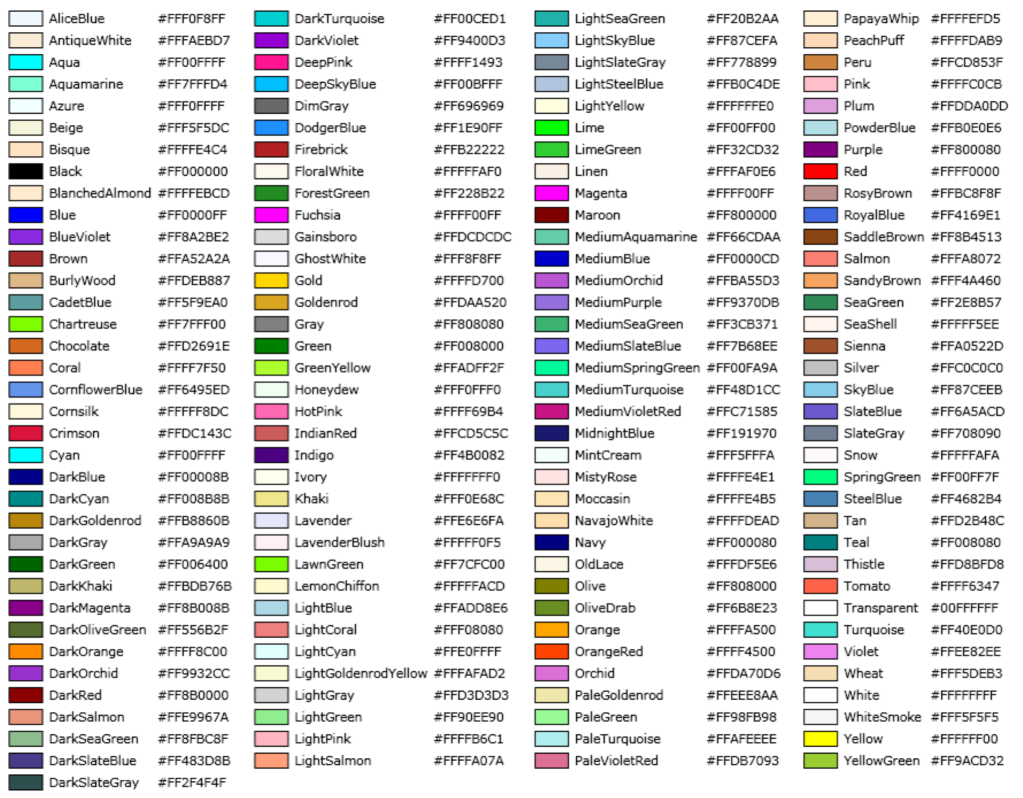 AliceBlue #FFF0F8FF
AntiqueWhite #FFFAEBD7
Aqua #FF00FFFF
Aquamarine #FF7FFFD4
Azure #FFF0FFFF
Beige #FFF5F5DC
Bisque #FFFFE4C4
Black #FF000000
BlanchedAlmond #FFFFEBCD
Blue #FF0000FF
BlueViolet #FF8A2BE2
Brown #FFA52A2A
BurlyWood #FFDEB887
CadetBlue #FF5F9EA0
Chartreuse #FF7FFF00
Chocolate #FFD2691E
Coral #FFFF7F50
CornflowerBlue #FF6495ED
Cornsilk #FFFFF8DC
Crimson #FFDC143C
Cyan #FF00FFFF
DarkBlue #FF00008B
DarkCyan #FF008B8B
DarkGoldenrod #FFB8860B
DarkGray #FFA9A9A9
DarkGreen #FF006400
DarkKhaki #FFBDB76B
DarkMagenta #FF8B008B
DarkOliveGreen #FF556B2F
DarkOrange #FFFF8C00
DarkOrchid #FF9932CC
DarkRed #FF8B0000
DarkSalmon #FFE9967A
DarkSeaGreen #FF8FBC8F
DarkSlateBlue #FF483D8B
DarkSlateGray #FF2F4F4F
DarkTurquoise #FF00CED1
DarkViolet #FF9400D3
DeepPink #FFFF1493
DeepSkyBlue #FF00BFFF
DimGray #FF696969
DodgerBlue #FF1E90FF
Firebrick #FFB22222
FloralWhite #FFFFFAF0
ForestGreen #FF228B22
Fuchsia #FFFF00FF
Gainsboro #FFDCDCDC
GhostWhite #FFF8F8FF
Gold #FFFFD700
Goldenrod #FFDAA520
Gray #FF808080
Green #FF008000
GreenYellow #FFADFF2F
Honeydew #FFF0FFF0
HotPink #FFFF69B4
IndianRed #FFCD5C5C
Indigo #FF4B0082
Ivory #FFFFFFF0
Khaki #FFF0E68C
Lavender #FFE6E6FA
LavenderBlush #FFFFF0F5
LawnGreen #FF7CFC00
LemonChiffon #FFFFFACD
LightBlue #FFADD8E6
LightCoral #FFF08080
LightCyan #FFE0FFFF
LightGoldenrodYellow #FFFAFAD2
LightGray #FFD3D3D3
LightGreen #FF90EE90
LightPink #FFFFB6C1
LightSalmon #FFFFA07A
LightSeaGreen #FF20B2AA
LightSkyBlue #FF87CEFA
LightSlateGray #FF778899
LightSteelBlue #FFB0C4DE
LightYellow #FFFFFFE0
Lime #FF00FF00
LimeGreen #FF32CD32
Linen #FFFAF0E6
Magenta #FFFF00FF
Maroon #FF800000
MediumAquamarine #FF66CDAA
MediumBlue #FF0000CD
MediumOrchid #FFBA55D3
MediumPurple #FF9370DB
MediumSeaGreen #FF3CB371
MediumSlateBlue #FF7B68EE
MediumSpringGreen #FF00FA9A
MediumTurquoise #FF48D1CC
MediumVioletRed #FFC71585
MidnightBlue #FF191970
MintCream #FFF5FFFA
MistyRose #FFFFE4E1
Moccasin #FFFFE4B5
NavajoWhite #FFFFDEAD
Navy #FF000080
OldLace #FFFDF5E6
Olive #FF808000
OliveDrab #FF6B8E23
Orange #FFFFA500
OrangeRed #FFFF4500
Orchid #FFDA70D6
PaleGoldenrod #FFEEE8AA
PaleGreen #FF98FB98
PaleTurquoise #FFAFEEEE
PaleVioletRed #FFDB7093
PapayaWhip #FFFFEFD5
PeachPuff #FFFFDAB9
Peru #FFCD853F
Pink #FFFFC0CB
Plum #FFDDA0DD
PowderBlue #FFB0E0E6
Purple #FF800080
Red #FFFF0000
RosyBrown #FFBC8F8F
RoyalBlue #FF4169E1
SaddleBrown #FF8B4513
Salmon #FFFA8072
SandyBrown #FFF4A460
SeaGreen #FF2E8B57
SeaShell #FFFFF5EE
Sienna #FFA0522D
Silver #FFC0C0C0
SkyBlue #FF87CEEB
SlateBlue #FF6A5ACD
SlateGray #FF708090
Snow #FFFFFAFA
SpringGreen #FF00FF7F
SteelBlue #FF4682B4
Tan #FFD2B48C
Teal #FF008080
Thistle #FFD8BFD8
Tomato #FFFF6347
Transparent #00FFFFFF
Turquoise #FF40E0D0
Violet #FFEE82EE
Wheat #FFF5DEB3
White #FFFFFFFF
WhiteSmoke #FFF5F5F5
Yellow #FFFFFF00
YellowGreen #FF9ACD32